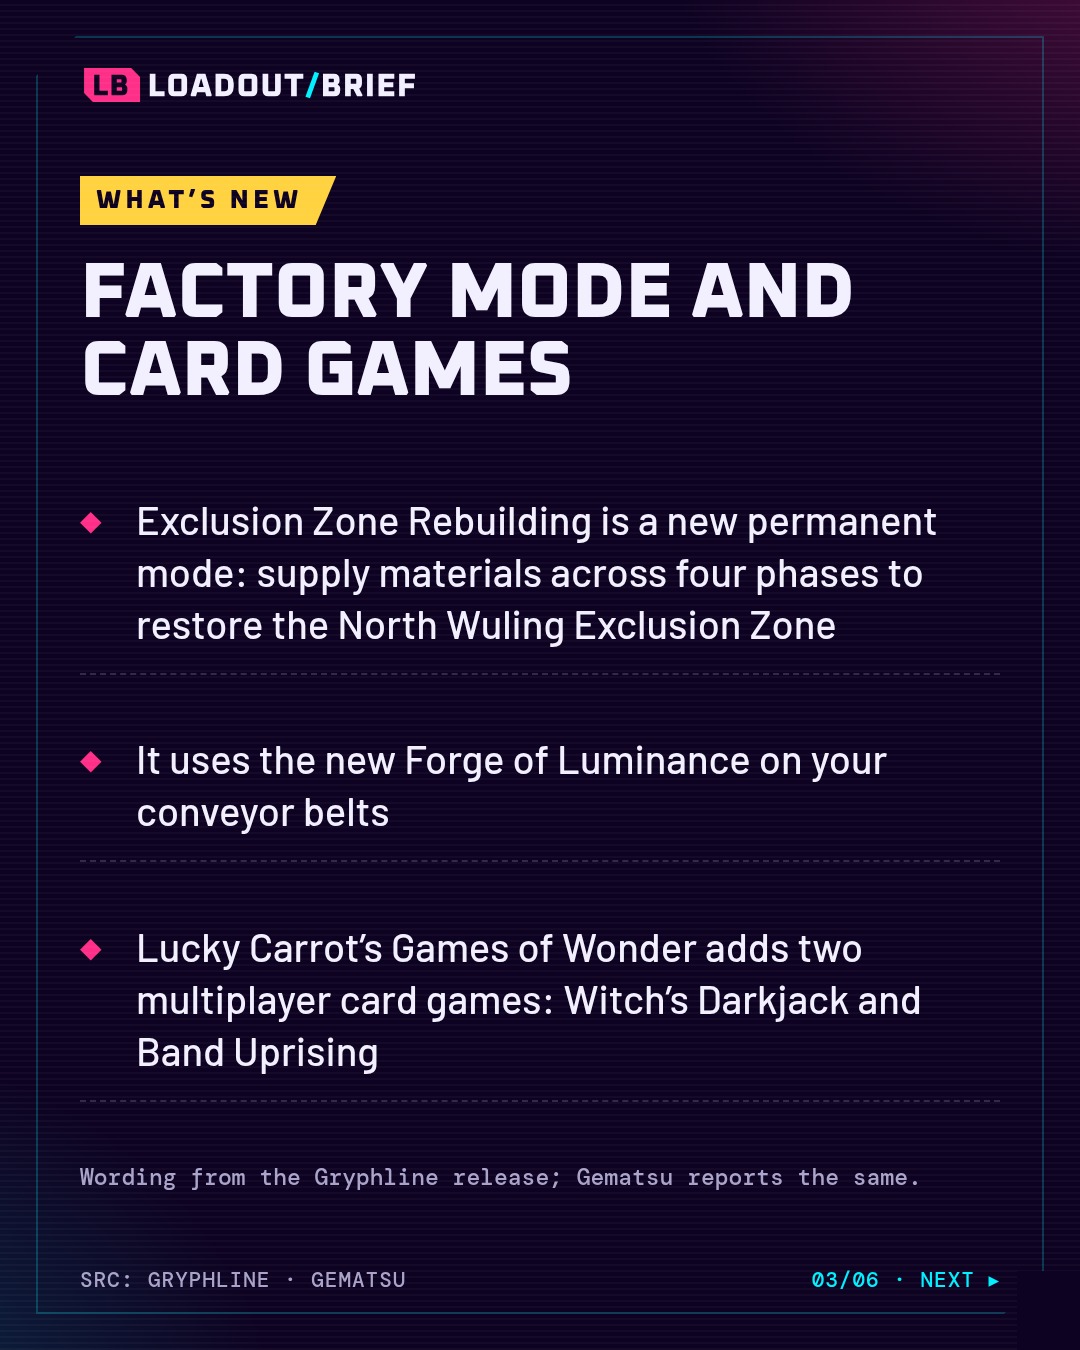 LB LOADOUT/BRIEF
WHAT’S NEW
FACTORY MODE AND
CARD GAMES
Exclusion Zone Rebuilding is a new permanent
mode: supply materials across four phases to
restore the North Wuling Exclusion Zone
It uses the new Forge of Luminance on your
conveyor belts
Lucky Carrot’s Games of Wonder adds two
multiplayer card games: Witch’s Darkjack and
Band Uprising
Wording from the Gryphline release; Gematsu reports the same.
SRC: GRYPHLINE · GEMATSU
03/06 · NEXT ▸